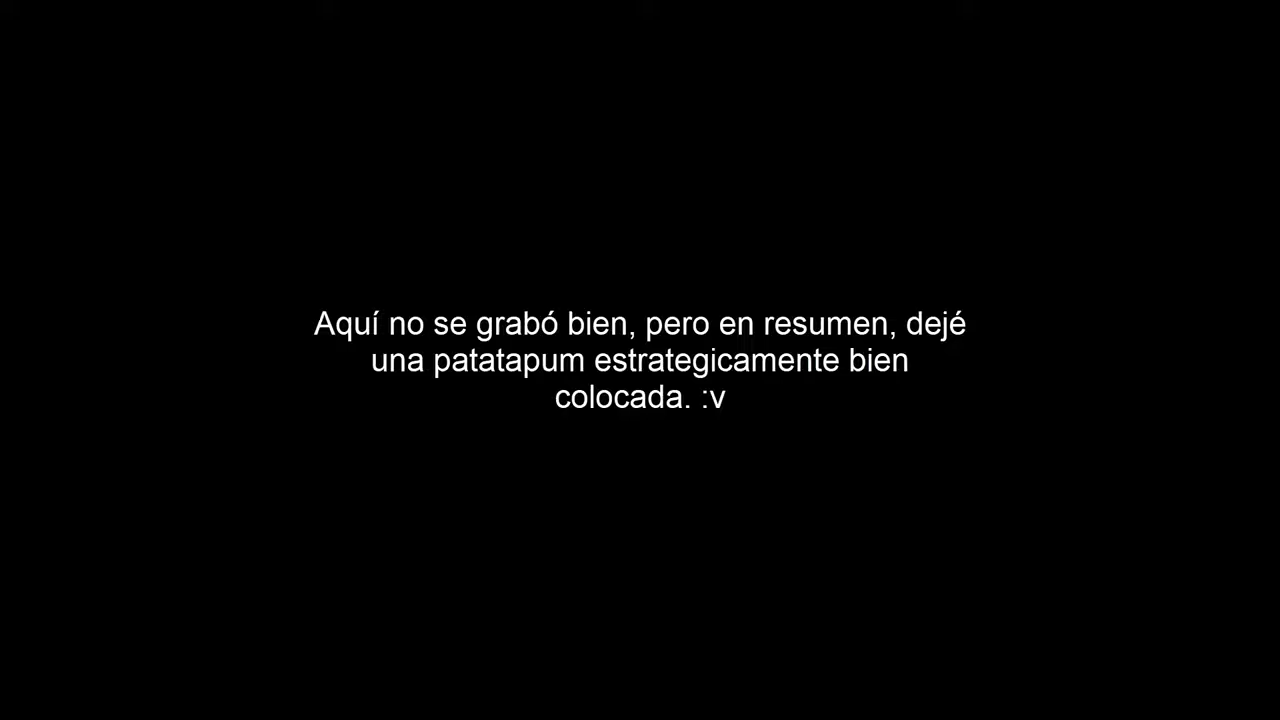 Aquí no se grabó bien, pero en resumen, dejé
una patatapum estrategicamente bien
colocada. :v